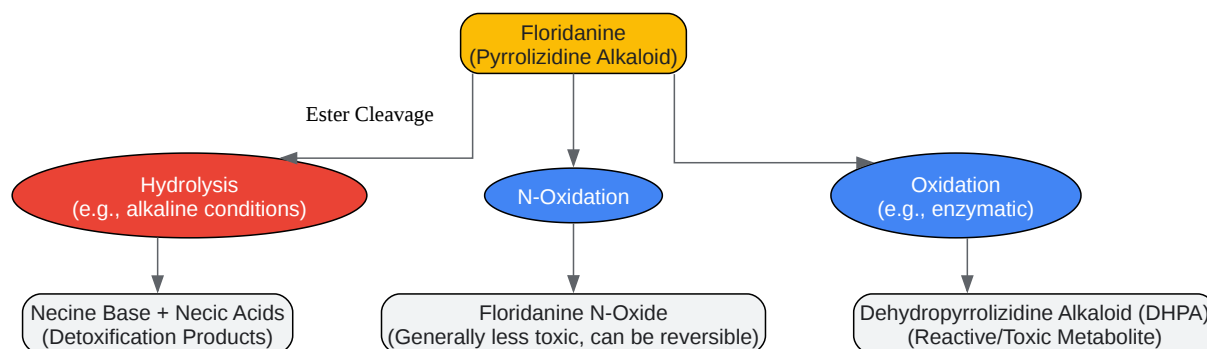 Floridanine
(Pyrrolizidine Alkaloid)
Ester Cleavage
Hydrolysis
(e.g., alkaline conditions)
N-Oxidation
Oxidation
(e.g., enzymatic)
Necine Base + Necic Acids
(Detoxification Products)
Floridanine N-Oxide
(Generally less toxic, can be reversible)
Dehydropyrrolizidine Alkaloid (DHPA)
(Reactive/Toxic Metabolite)